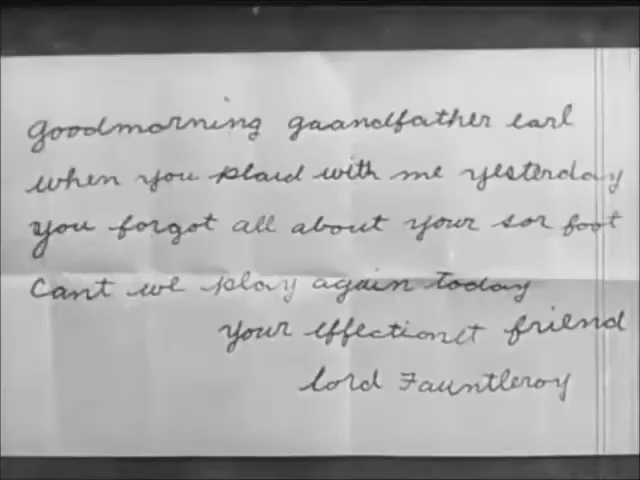 goodmorning gaandfather earl
when you plaid with me yesterday
you forgot all about your sor foot
Cant we play again today
your effectionet friend
lord Fauntleroy